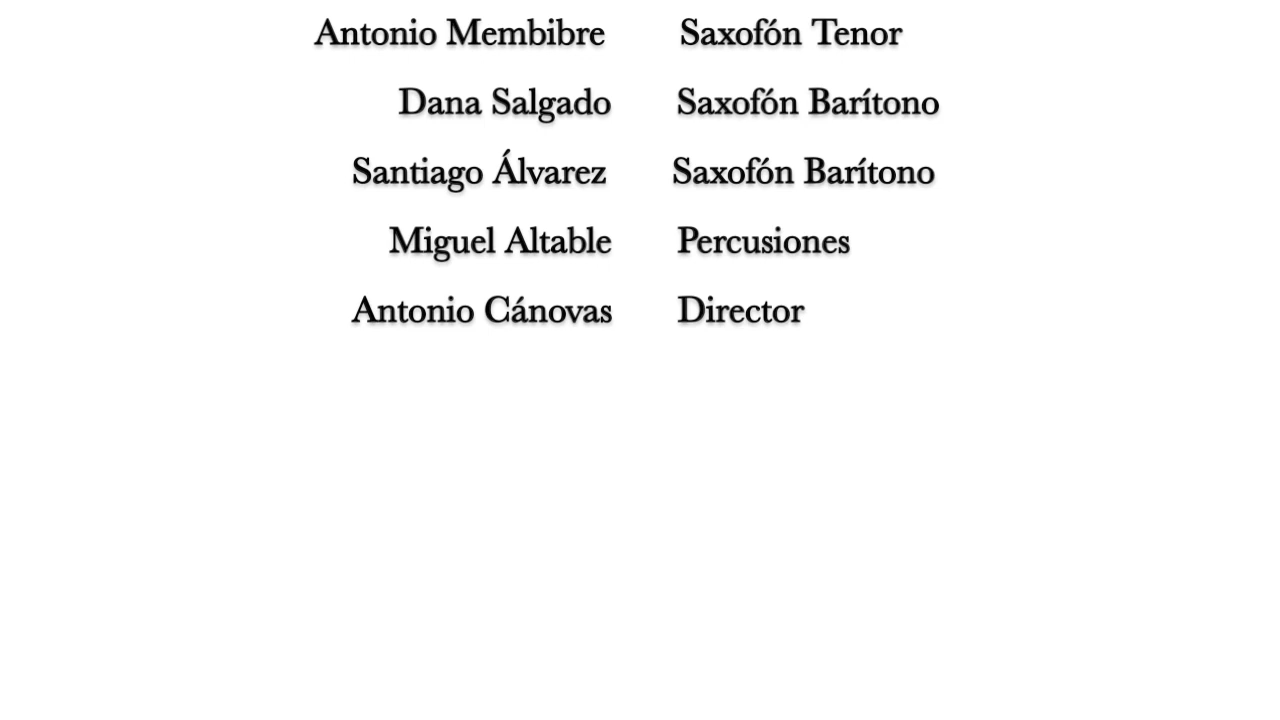 Antonio Membibre Saxofón Tenor
Dana Salgado Saxofón Barítono
Santiago Álvarez Saxofón Barítono
Miguel Altable Percusiones
Antonio Cánovas Director